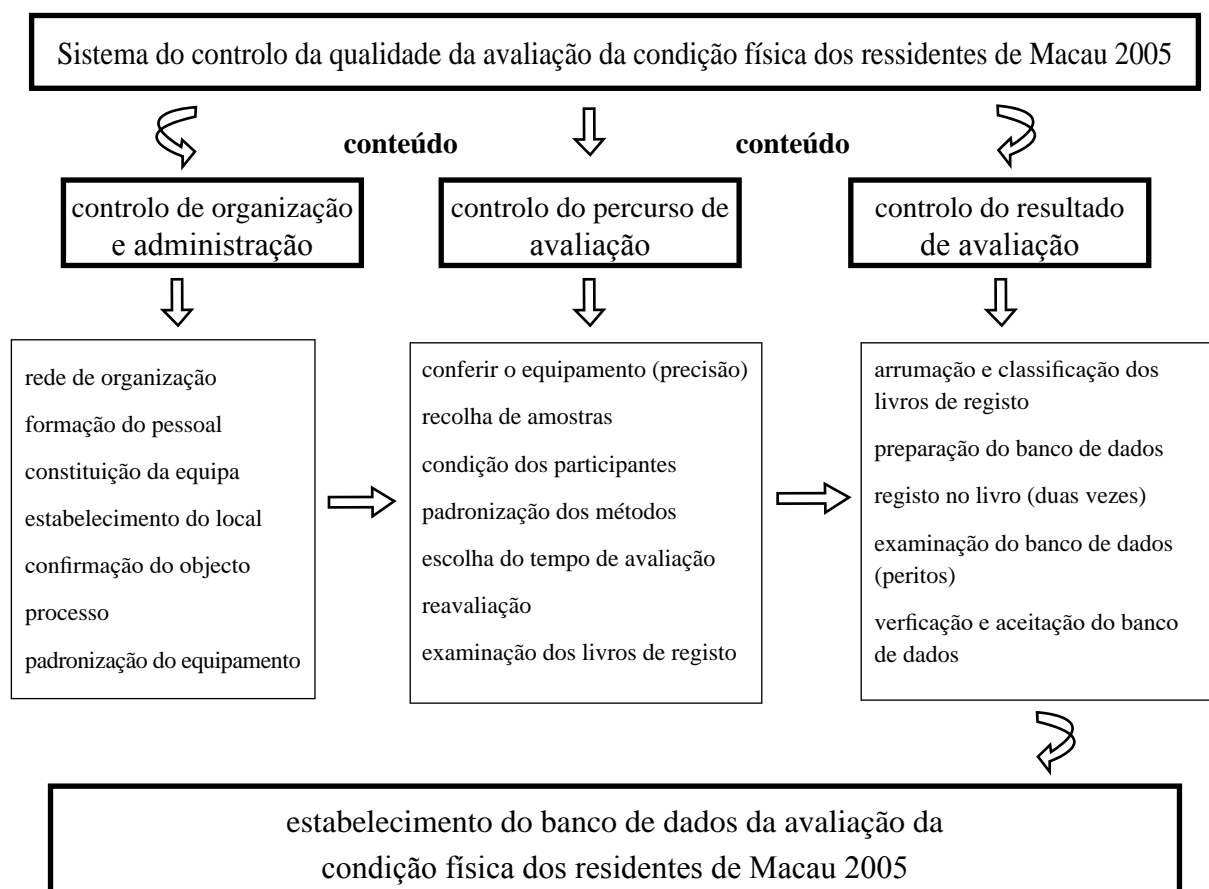 Sistema do controlo da qualidade da avaliação da condição física dos ressidentes de Macau 2005
conteúdo
conteúdo
controlo de organização
e administração
controlo do percurso de
avaliação
controlo do resultado
de avaliação
rede de organização
formação do pessoal
constituição da equipa
estabelecimento do local
confirmação do objecto
processo
padronização do equipamento
conferir o equipamento (precisão)
recolha de amostras
condição dos participantes
padronização dos métodos
escolha do tempo de avaliação
reavaliação
examinação dos livros de registo
arrumação e classificação dos
livros de registo
preparação do banco de dados
registo no livro (duas vezes)
examinação do banco de dados
(peritos)
verficação e aceitação do banco
de dados
estabelecimento do banco de dados da avaliação da
condição física dos residentes de Macau 2005